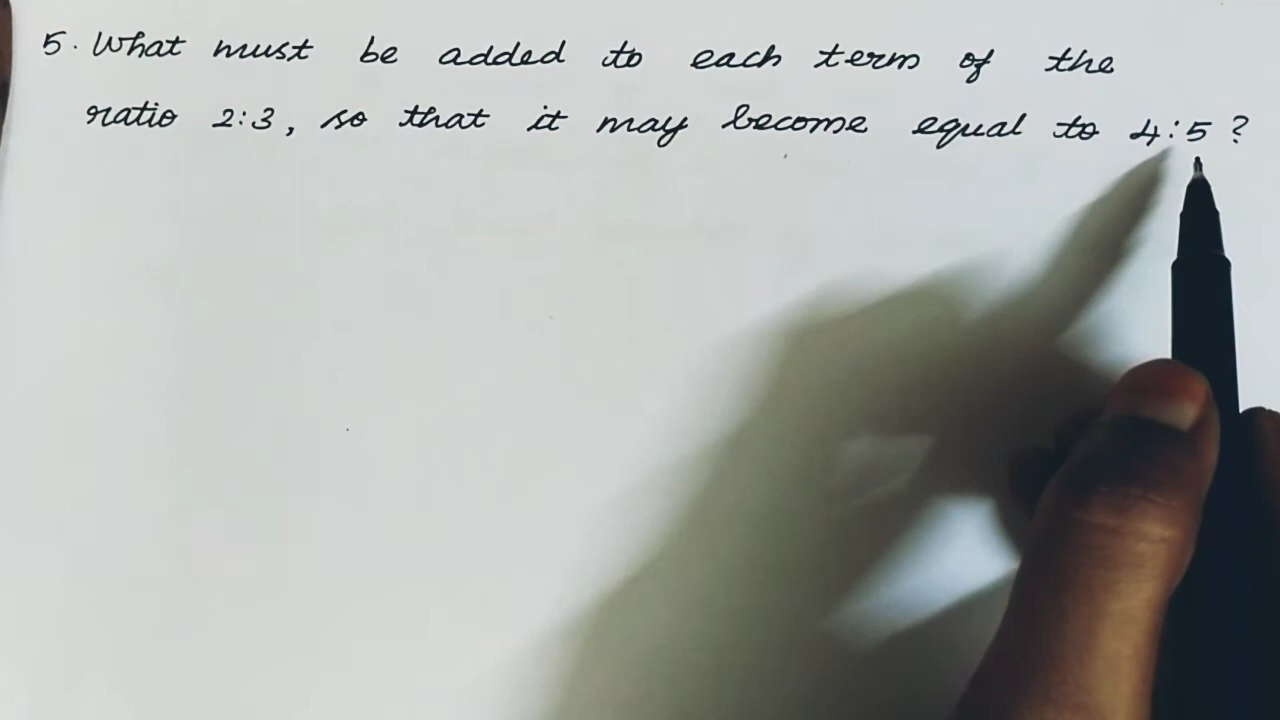 5. What must be added to each term of the
ratio 2:3, so that it may become equal to 4:5?